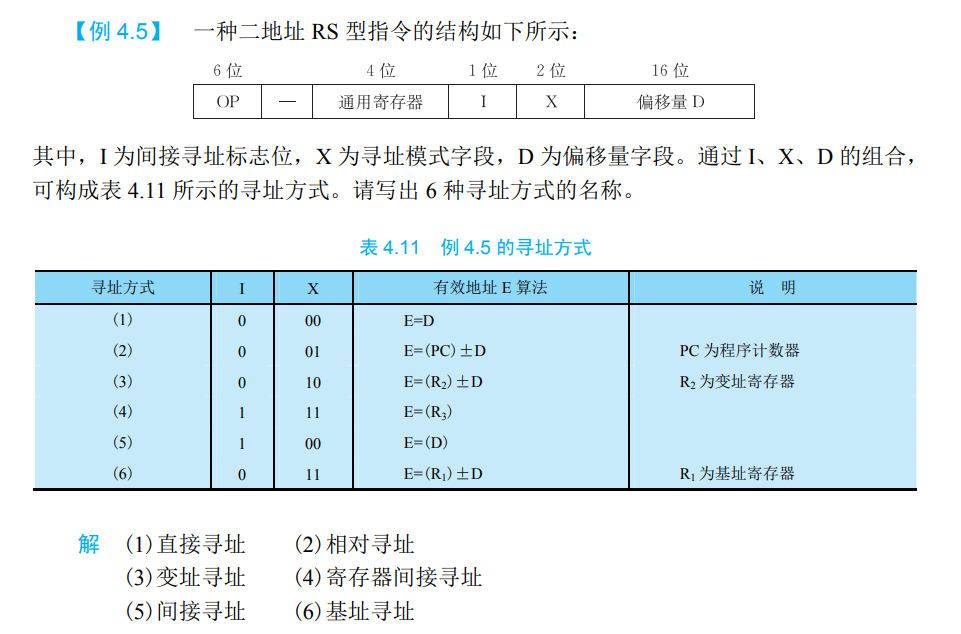 【例 4.5】 一种二地址 RS 型指令的结构如下所示：
6 位 4 位 1 位 2 位 16 位
OP — 通用寄存器 I X 偏移量 D
其中，I 为间接寻址标志位，X 为寻址模式字段，D 为偏移量字段。通过 I、X、D 的组合，
可构成表 4.11 所示的寻址方式。请写出 6 种寻址方式的名称。
表 4.11 例 4.5 的寻址方式
寻址方式 I X 有效地址 E 算法 说 明
(1) 0 00 E=D
(2) 0 01 E=(PC)±D PC 为程序计数器
(3) 0 10 E=(R₂)±D R₂ 为变址寄存器
(4) 1 11 E=(R₃)
(5) 1 00 E=(D)
(6) 0 11 E=(R₁)±D R₁ 为基址寄存器
解 (1)直接寻址 (2)相对寻址
(3)变址寻址 (4)寄存器间接寻址
(5)间接寻址 (6)基址寻址